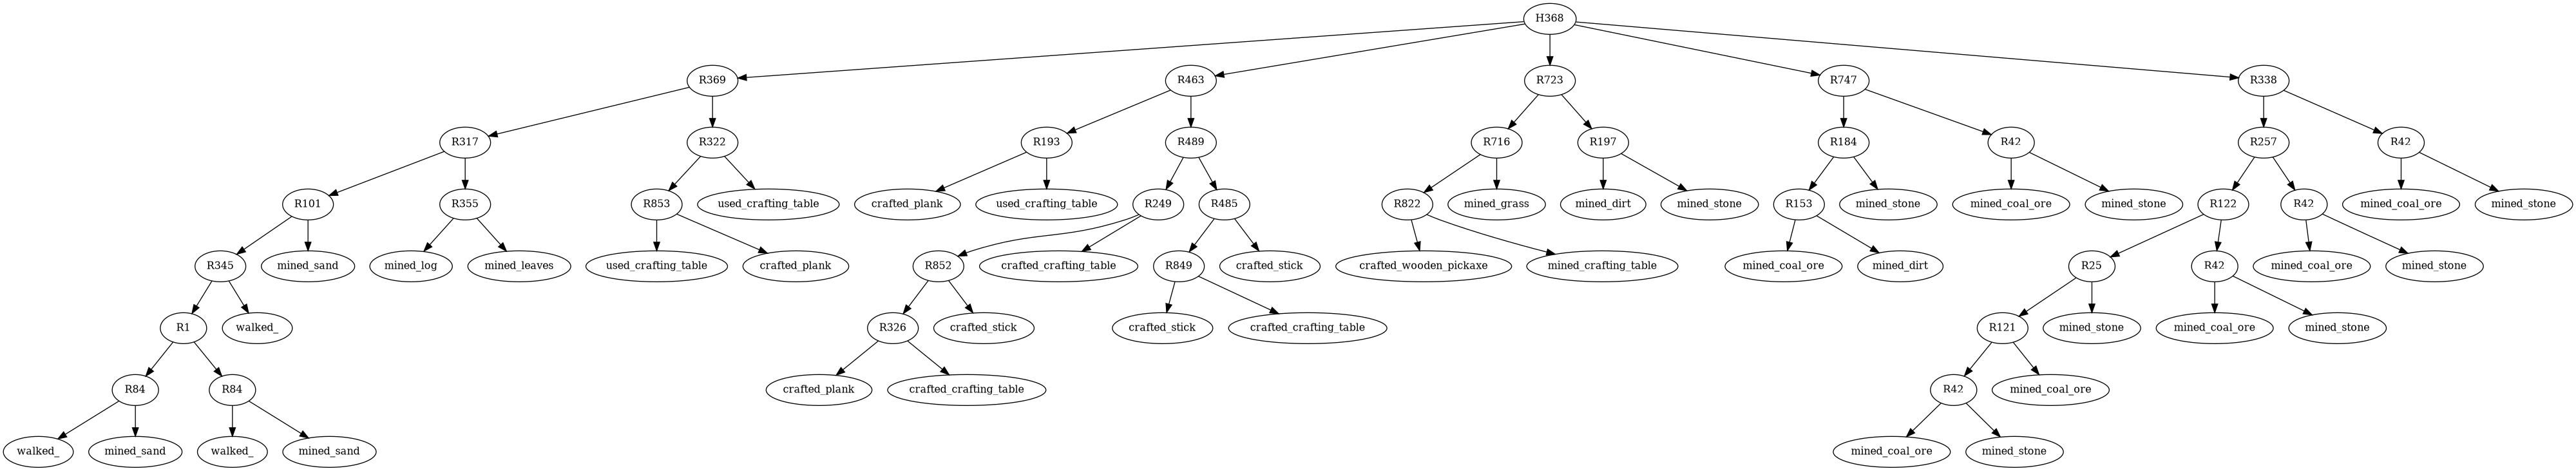 H368
R369
R463
R723
R747
R338
R317
R322
R193
R489
R716
R197
R184
R42
R257
R42
R101
R355
R853
used_crafting_table
crafted_plank
used_crafting_table
R249
R485
R822
mined_grass
mined_dirt
mined_stone
R153
mined_stone
mined_coal_ore
mined_stone
R122
R42
mined_coal_ore
mined_stone
R345
mined_sand
mined_log
mined_leaves
used_crafting_table
crafted_plank
R852
crafted_crafting_table
R849
crafted_stick
crafted_wooden_pickaxe
mined_crafting_table
mined_coal_ore
mined_dirt
R25
R42
mined_coal_ore
mined_stone
R1
walked_
R326
crafted_stick
crafted_stick
crafted_crafting_table
R121
mined_stone
mined_coal_ore
mined_stone
R84
R84
crafted_plank
crafted_crafting_table
R42
mined_coal_ore
walked_
mined_sand
walked_
mined_sand
mined_coal_ore
mined_stone